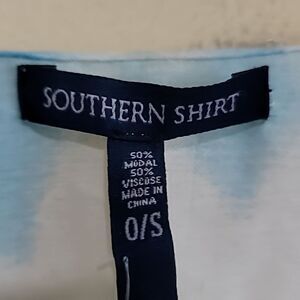 SOUTHERN SHIRT
50%
MODAL
50%
VISCOSE
MADE IN
CHINA
O/S